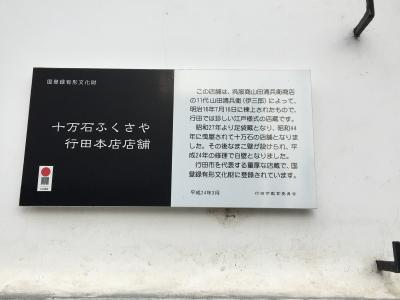 国登録有形文化財
十万石ふくさや
行田本店店舗
この店舗は、呉服商山田清兵衛商店
の11代山田清兵衛（伊三郎）によって、
明治16年7月16日に棟上されたもので、
行田では珍しい江戸様式の店蔵です。
昭和27年より足袋蔵となり、昭和44
年に曳屋されて十万石の店舗となりま
した。その後なまこ壁が設けられ、平
成24年の修理で白壁となりました。
行田市を代表する重厚な店蔵で、国
登録有形文化財に登録されています。
平成24年3月
行田市教育委員会